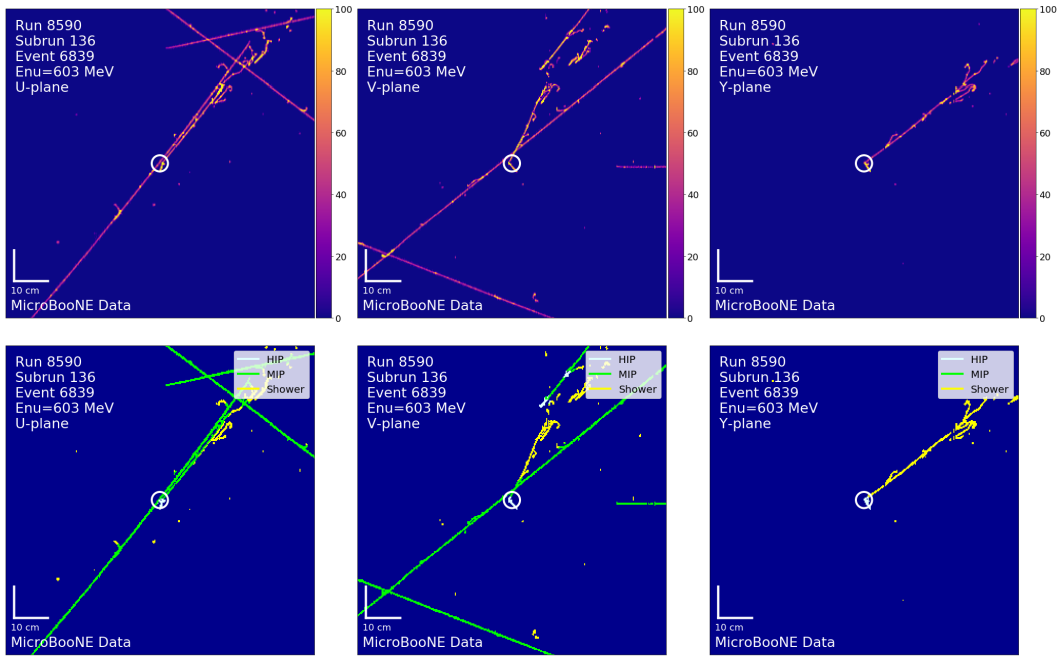 Run 8590
Subrun 136
Event 6839
Enu=603 MeV
U-plane
10 cm
MicroBooNE Data
100
80
60
40
20
0
Run 8590
Subrun 136
Event 6839
Enu=603 MeV
V-plane
10 cm
MicroBooNE Data
100
80
60
40
20
0
Run 8590
Subrun 136
Event 6839
Enu=603 MeV
Y-plane
10 cm
MicroBooNE Data
100
80
60
40
20
0
Run 8590
Subrun 136
Event 6839
Enu=603 MeV
U-plane
HIP
MIP
Shower
10 cm
MicroBooNE Data
Run 8590
Subrun 136
Event 6839
Enu=603 MeV
V-plane
HIP
MIP
Shower
10 cm
MicroBooNE Data
Run 8590
Subrun 136
Event 6839
Enu=603 MeV
Y-plane
HIP
MIP
Shower
10 cm
MicroBooNE Data